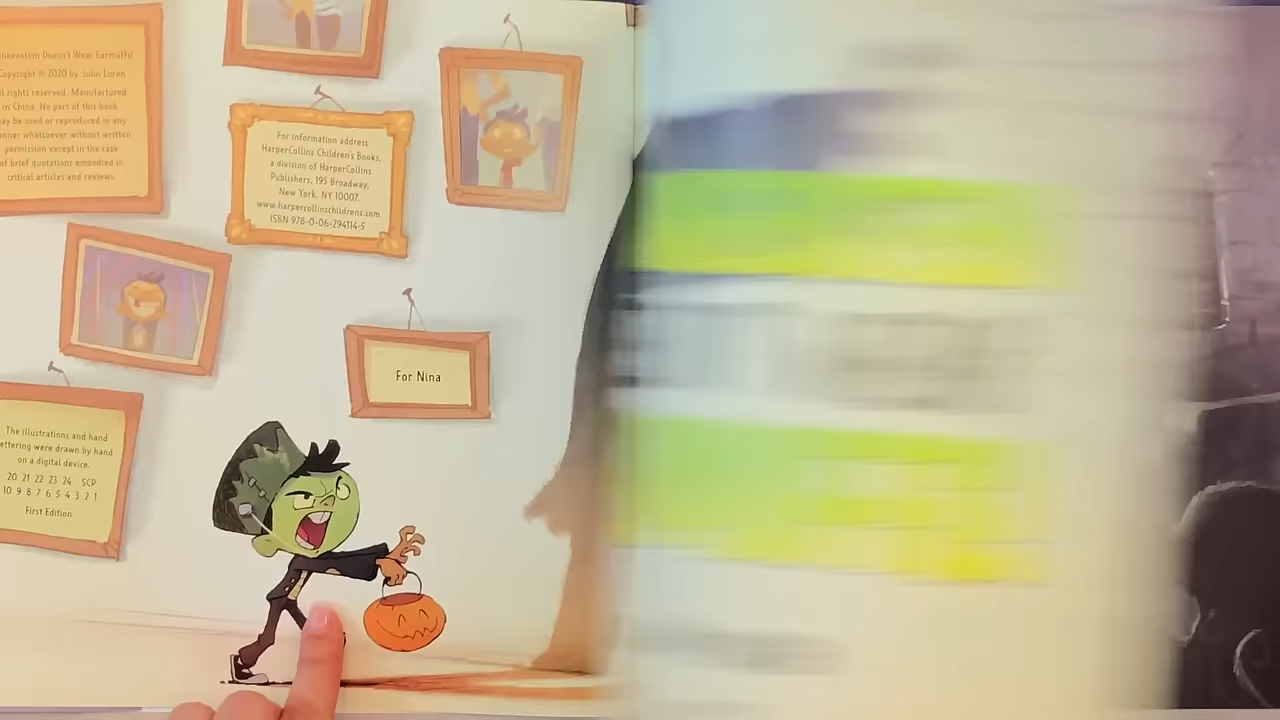 Frankenstein Doesn't Wear Earmuffs!
Copyright © 2020 by John Loren
All rights reserved. Manufactured
in China. No part of this book
may be used or reproduced in any
manner whatsoever without written
permission except in the case
of brief quotations embodied in
critical articles and reviews.
For information address
HarperCollins Children's Books,
a division of HarperCollins
Publishers, 195 Broadway,
New York, NY 10007.
www.harpercollinschildrens.com
ISBN 978-0-06-294114-5
For Nina
The illustrations and hand
lettering were drawn by hand
on a digital device.
20 21 22 23 24 SCP
10 9 8 7 6 5 4 3 2 1
First Edition